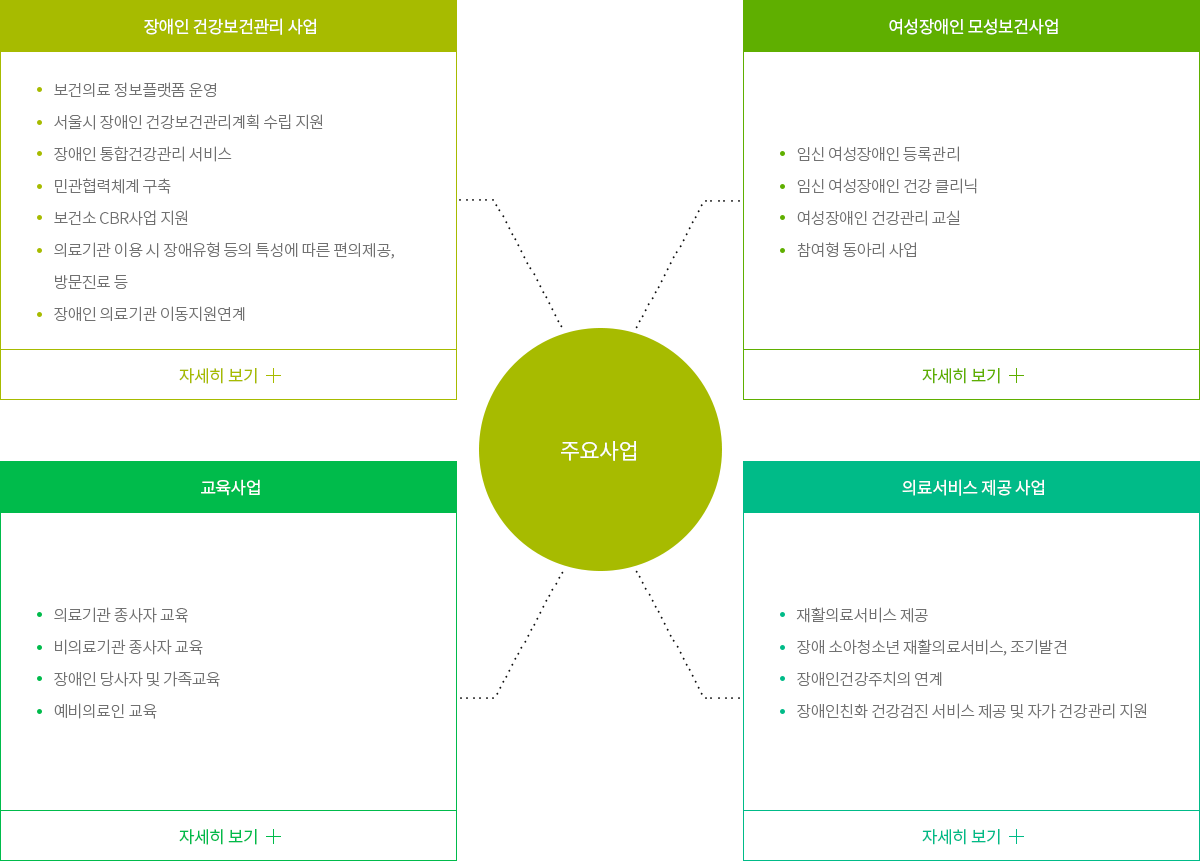 장애인 건강보건관리 사업
보건의료 정보플랫폼 운영
서울시 장애인 건강보건관리계획 수립 지원
장애인 통합건강관리 서비스
민관협력체계 구축
보건소 CBR사업 지원
의료기관 이용 시 장애유형 등의 특성에 따른 편의제공,
방문진료 등
장애인 의료기관 이동지원연계
자세히 보기
여성장애인 모성보건사업
임신 여성장애인 등록관리
임신 여성장애인 건강 클리닉
여성장애인 건강관리 교실
참여형 동아리 사업
자세히 보기
주요사업
교육사업
의료기관 종사자 교육
비의료기관 종사자 교육
장애인 당사자 및 가족교육
예비의료인 교육
자세히 보기
의료서비스 제공 사업
재활의료서비스 제공
장애 소아청소년 재활의료서비스, 조기발견
장애인건강주치의 연계
장애인친화 건강검진 서비스 제공 및 자가 건강관리 지원
자세히 보기